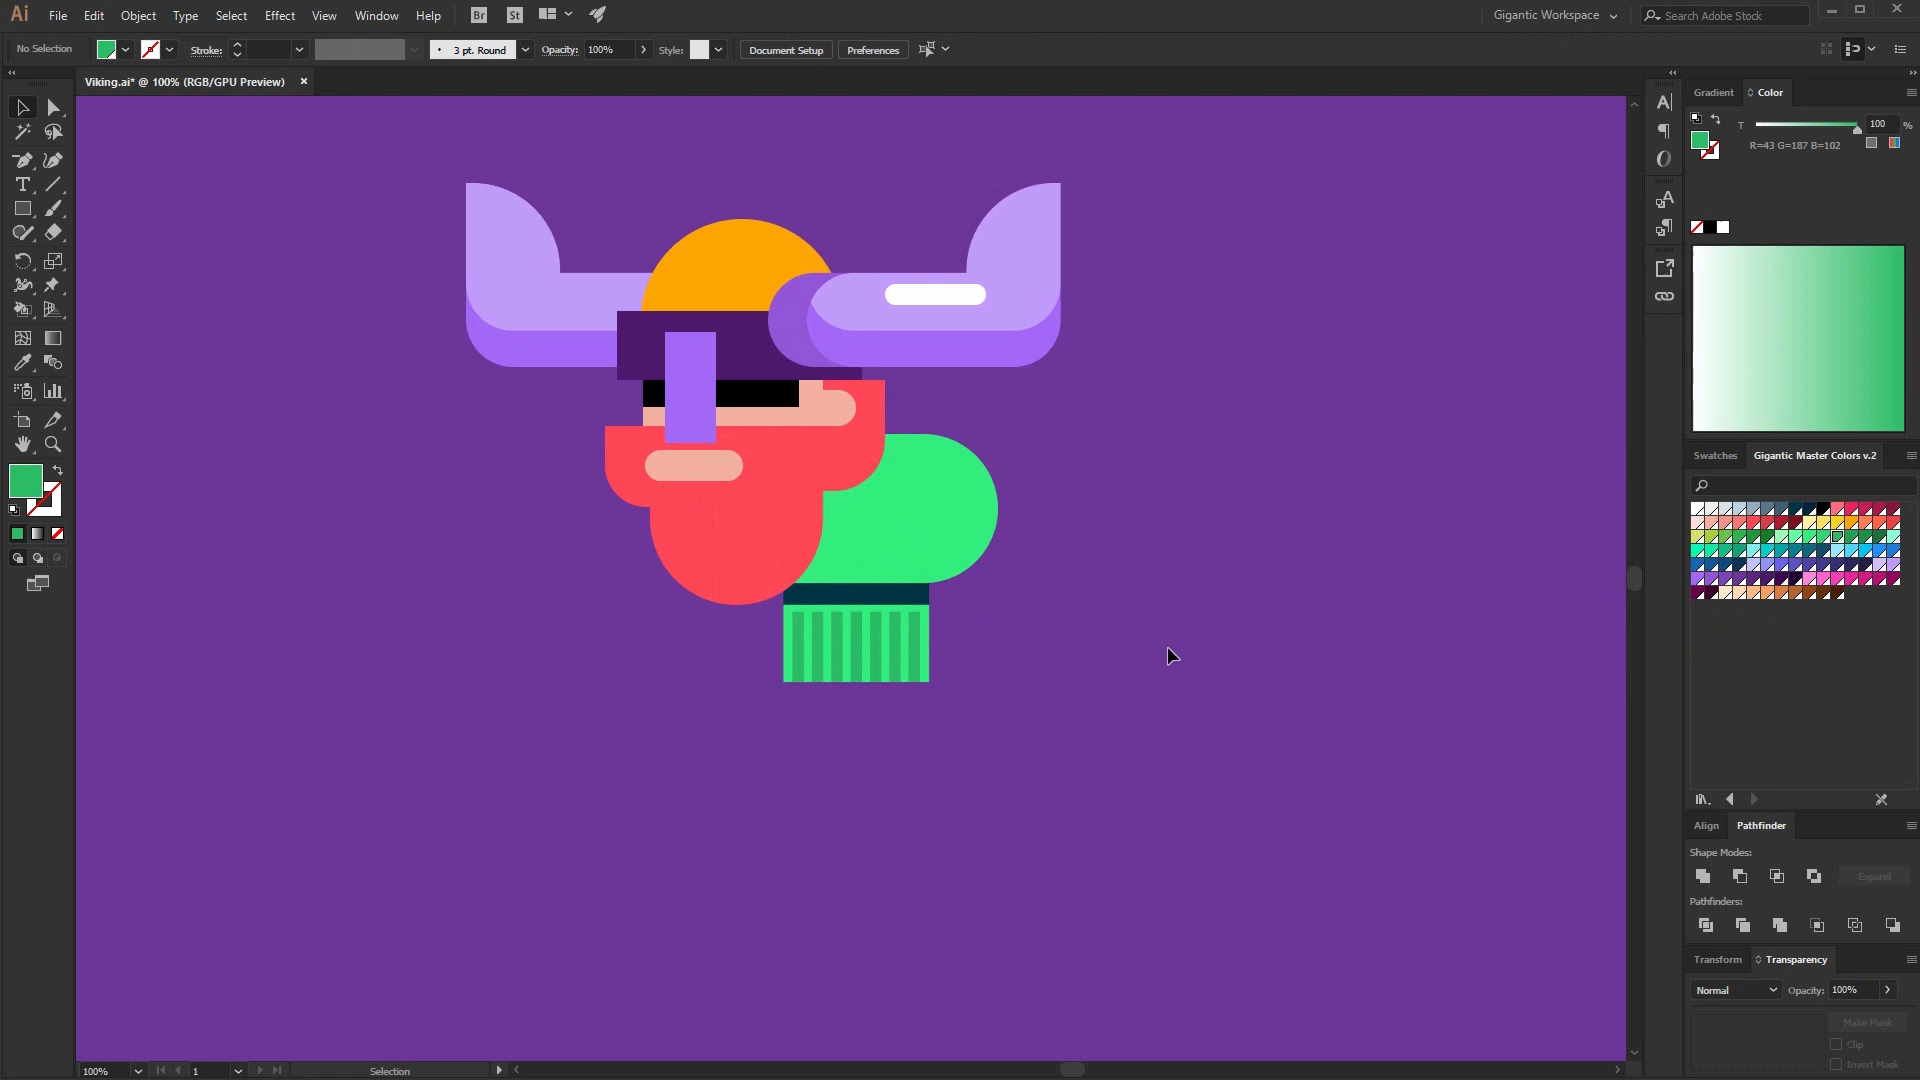 Ai File Edit Object Type Select Effect View Window Help Br St Gigantic Workspace Search Adobe Stock
No Selection Stroke: 3 pt. Round Opacity: 100% Style: Document Setup Preferences
Viking.ai* @ 100% (RGB/GPU Preview) ×
Gradient Color
T 100 %
R=43 G=187 B=102
Swatches Gigantic Master Colors v.2
Align Pathfinder
Shape Modes:
Expand
Pathfinders:
Transform Transparency
Normal Opacity: 100%
Make Mask
Clip
Invert Mask
100% 1 Selection